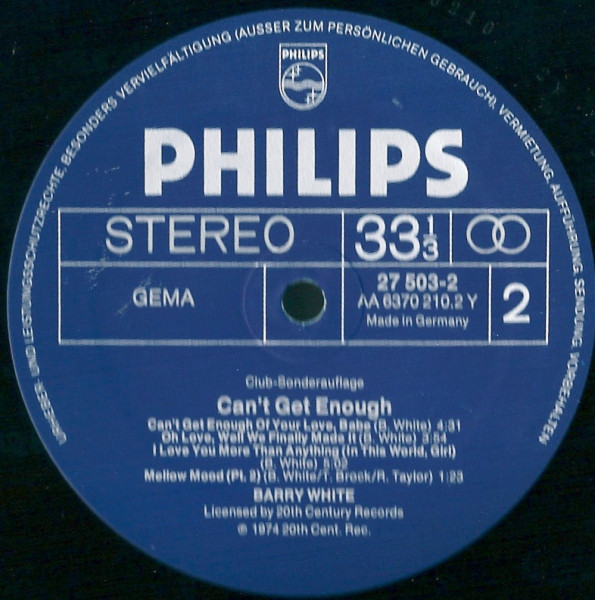 URHEBER- UND LEISTUNGSSCHUTZRECHTE, BESONDERS VERVIELFÄLTIGUNG (AUSSER ZUM PERSÖNLICHEN GEBRAUCH), VERMIETUNG, AUFFÜHRUNG, SENDUNG, VORBEHALTEN
PHILIPS
PHILIPS
STEREO 33 1/3
GEMA
27 503-2
AA 6370 210.2 Y
Made in Germany
2
Club-Sonderauflage
Can't Get Enough
Can't Get Enough Of Your Love, Babe (B. White) 4:31
Oh Love, Well We Finally Made It (B. White) 3:54
I Love You More Than Anything (In This World, Girl)
(B. White) 5:02
Mellow Mood (Pt. 2) (B. White/T. Brock/R. Taylor) 1:23
BARRY WHITE
Licensed by 20th Century Records
℗ 1974 20th Cent. Rec.